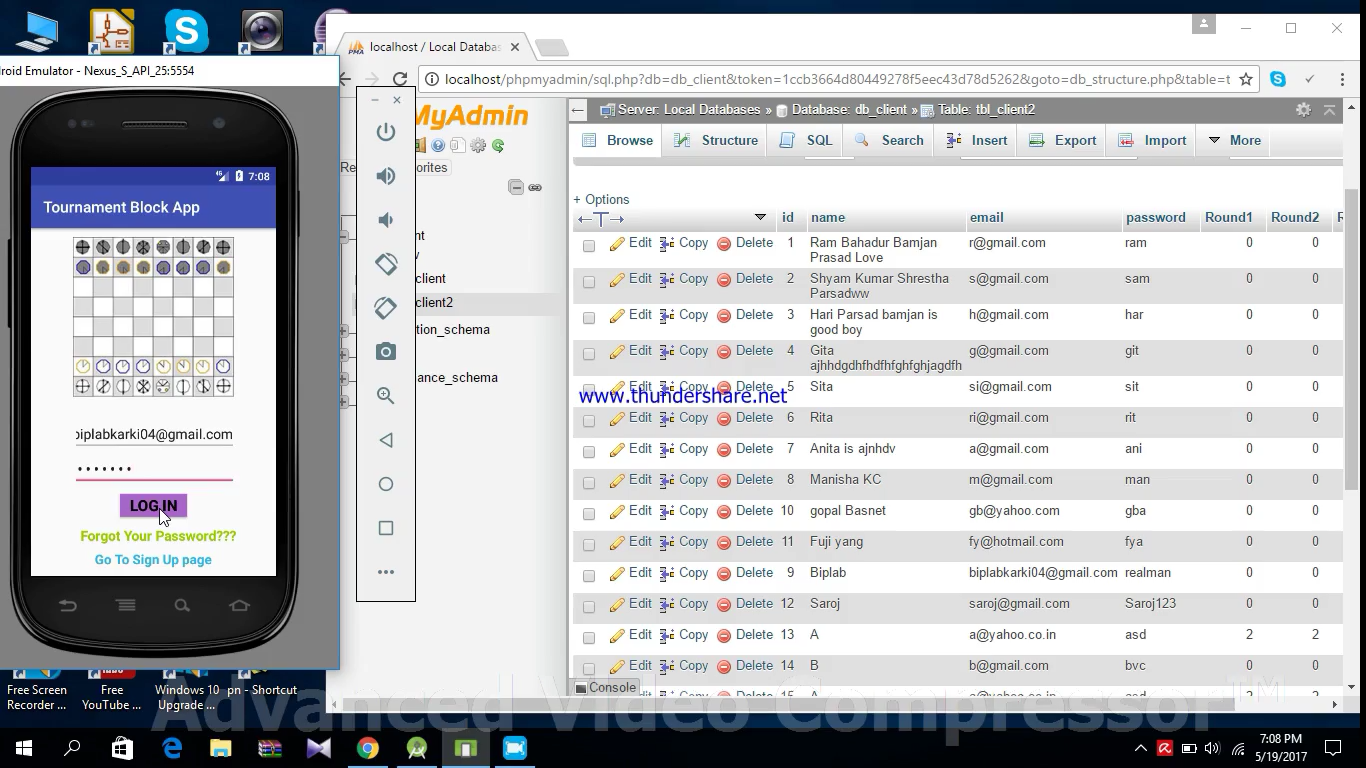 localhost / Local Databas
roid Emulator - Nexus_S_API_25:5554
localhost/phpmyadmin/sql.php?db=db_client&token=1ccb3664d80449278f5eec43d78d5262&goto=db_structure.php&table=t
MyAdmin
Server: Local Databases » Database: db_client » Table: tbl_client2
Browse Structure SQL Search Insert Export Import More
Re vorites
7:08
Tournament Block App
+ Options
←T→ id name email password Round1 Round2 R
Edit Copy Delete 1 Ram Bahadur Bamjan Prasad Love r@gmail.com ram 0 0
Edit Copy Delete 2 Shyam Kumar Shrestha Parsadww s@gmail.com sam 0 0
Edit Copy Delete 3 Hari Parsad bamjan is good boy h@gmail.com har 0 0
Edit Copy Delete 4 Gita ajhhdgdhfhdfhfghfghjagdfh g@gmail.com git 0 0
Edit Copy Delete 5 Sita si@gmail.com sit 0 0
www.thundershare.net
Edit Copy Delete 6 Rita ri@gmail.com rit 0 0
Edit Copy Delete 7 Anita is ajnhdv a@gmail.com ani 0 0
Edit Copy Delete 8 Manisha KC m@gmail.com man 0 0
Edit Copy Delete 10 gopal Basnet gb@yahoo.com gba 0 0
Edit Copy Delete 11 Fuji yang fy@hotmail.com fya 0 0
Edit Copy Delete 9 Biplab biplabkarki04@gmail.com realman 0 0
Edit Copy Delete 12 Saroj saroj@gmail.com Saroj123 0 0
Edit Copy Delete 13 A a@yahoo.co.in asd 2 2
Edit Copy Delete 14 B b@gmail.com bvc 0 0
Edit Copy Delete 15 A a@yahoo.co.in asd 2 2
Console
nt
client
client2
tion_schema
ance_schema
biplabkarki04@gmail.com
LOG IN
Forgot Your Password???
Go To Sign Up page
Free Screen Recorder ...
Free YouTube ...
Windows 10 Upgrade ...
pn - Shortcut
Advanced Video Compressor™
7:08 PM
5/19/2017